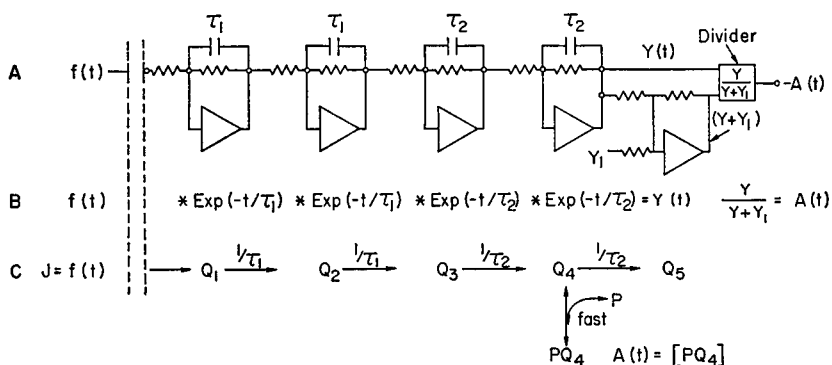 τ₁ τ₁ τ₂ τ₂
Divider
A f(t) Y(t) Y/(Y+Y₁) -A(t)
(Y+Y₁)
Y₁
B f(t) * Exp(-t/τ₁) * Exp(-t/τ₁) * Exp(-t/τ₂) * Exp(-t/τ₂) = Y(t) Y/(Y+Y₁) = A(t)
C J = f(t) Q₁ 1/τ₁ Q₂ 1/τ₁ Q₃ 1/τ₂ Q₄ 1/τ₂ Q₅
P
fast
PQ₄ A(t) = [PQ₄]